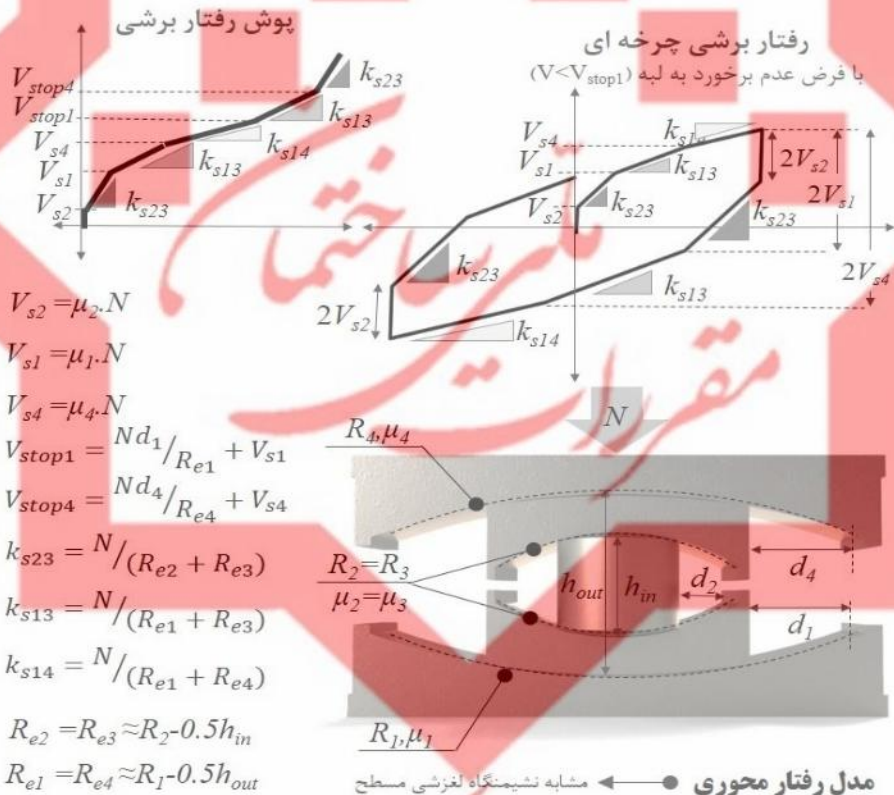 پوش رفتار برشی
V_stop4
V_stop1
V_s4
V_s1
V_s2
k_s23
k_s13
k_s14
k_s13
k_s23
رفتار برشی چرخه ای
با فرض عدم برخورد به لبه (V<V_stop1)
V_s4
V_s1
V_s2
k_s13
k_s23
2V_s2
2V_s1
2V_s4
k_s23
k_s13
k_s14
k_s23
2V_s2
V_s2 =μ_2.N
V_s1 =μ_1.N
V_s4 =μ_4.N
V_stop1 = Nd_1/R_e1 + V_s1
V_stop4 = Nd_4/R_e4 + V_s4
k_s23 = N/(R_e2 + R_e3)
k_s13 = N/(R_e1 + R_e3)
k_s14 = N/(R_e1 + R_e4)
R_e2 =R_e3≈R_2-0.5h_in
R_e1 =R_e4≈R_1-0.5h_out
N
R_4,μ_4
R_2=R_3
μ_2=μ_3
h_out
h_in
d_2
d_4
d_1
R_1,μ_1
مدل رفتار محوری
مشابه نشیمنگاه لغزشی مسطح
مقررات ملی ساختمان